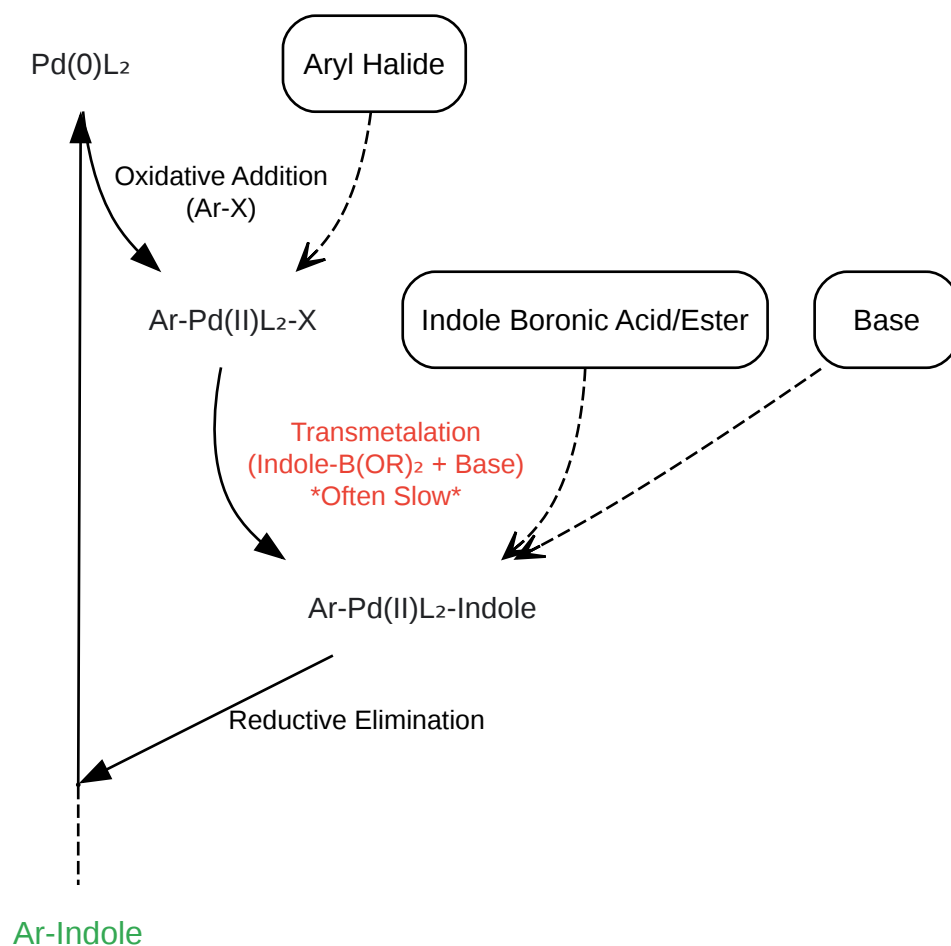 Pd(0)L₂
Aryl Halide
Oxidative Addition
(Ar-X)
Ar-Pd(II)L₂-X
Indole Boronic Acid/Ester
Base
Transmetalation
(Indole-B(OR)₂ + Base)
*Often Slow*
Ar-Pd(II)L₂-Indole
Reductive Elimination
Ar-Indole